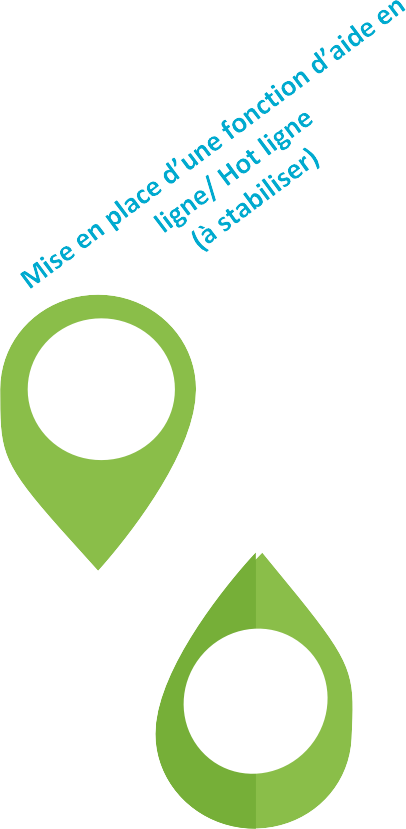 Mise en place d’une fonction d’aide en
ligne/ Hot ligne
(à stabiliser)